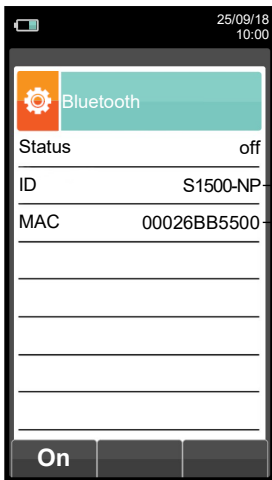 25/09/18
10:00
Bluetooth
Status off
ID S1500-NP
MAC 00026BB5500
On